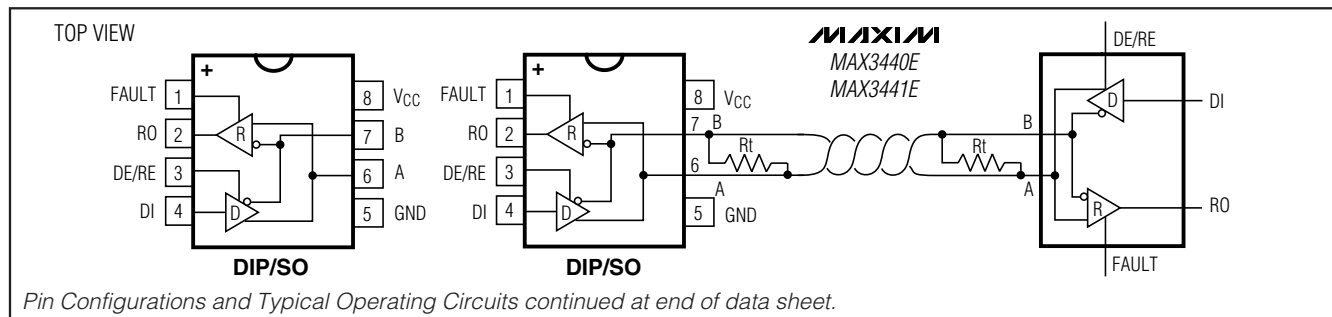 TOP VIEW
MAXIM
MAX3440E
MAX3441E
+
FAULT 1
RO 2
DE/RE 3
DI 4
8 VCC
7 B
6 A
5 GND
R
D
DIP/SO
+
FAULT 1
RO 2
DE/RE 3
DI 4
8 VCC
7 B
6 A
5 GND
R
D
DIP/SO
Rt
Rt
B
A
DE/RE
D
DI
R
RO
FAULT
Pin Configurations and Typical Operating Circuits continued at end of data sheet.